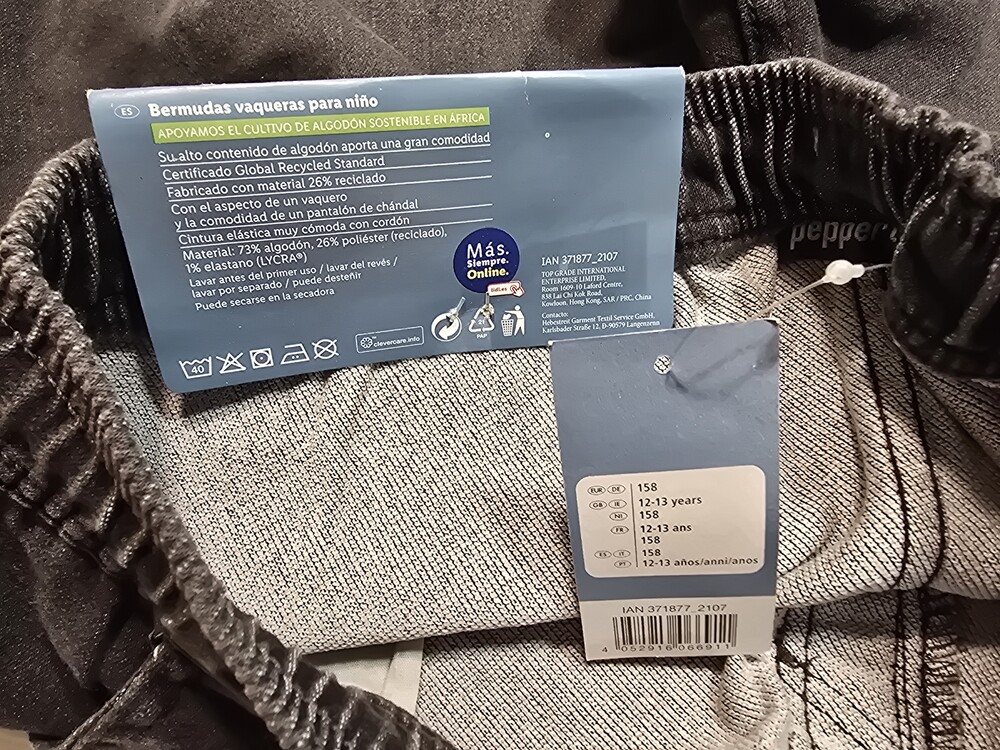 ES Bermudas vaqueras para niño
APOYAMOS EL CULTIVO DE ALGODÓN SOSTENIBLE EN ÁFRICA
Su alto contenido de algodón aporta una gran comodidad
Certificado Global Recycled Standard
Fabricado con material 26% reciclado
Con el aspecto de un vaquero
y la comodidad de un pantalón de chándal
Cintura elástica muy cómoda con cordón
Material: 73% algodón, 26% poliéster (reciclado),
1% elastano (LYCRA®)
Lavar antes del primer uso / lavar del revés /
lavar por separado / puede desteñir
Puede secarse en la secadora
40
clevercare.info
Más.
Siempre.
Online.
lidl.es
21
PAP
IAN 371877_2107
TOP GRADE INTERNATIONAL
ENTERPRISE LIMITED,
Room 1609-10 Laford Centre,
838 Lai Chi Kok Road,
Kowloon, Hong Kong, SAR / PRC, China
Contacto:
Hebestreit Garment Textil Service GmbH,
Karlsbader Straße 12, D-90579 Langenzenn
pepper
EUR DE 158
GB IE 12-13 years
NI 158
FR 12-13 ans
158
ES IT 158
PT 12-13 años/anni/anos
IAN 371877_2107
4 052916 066911